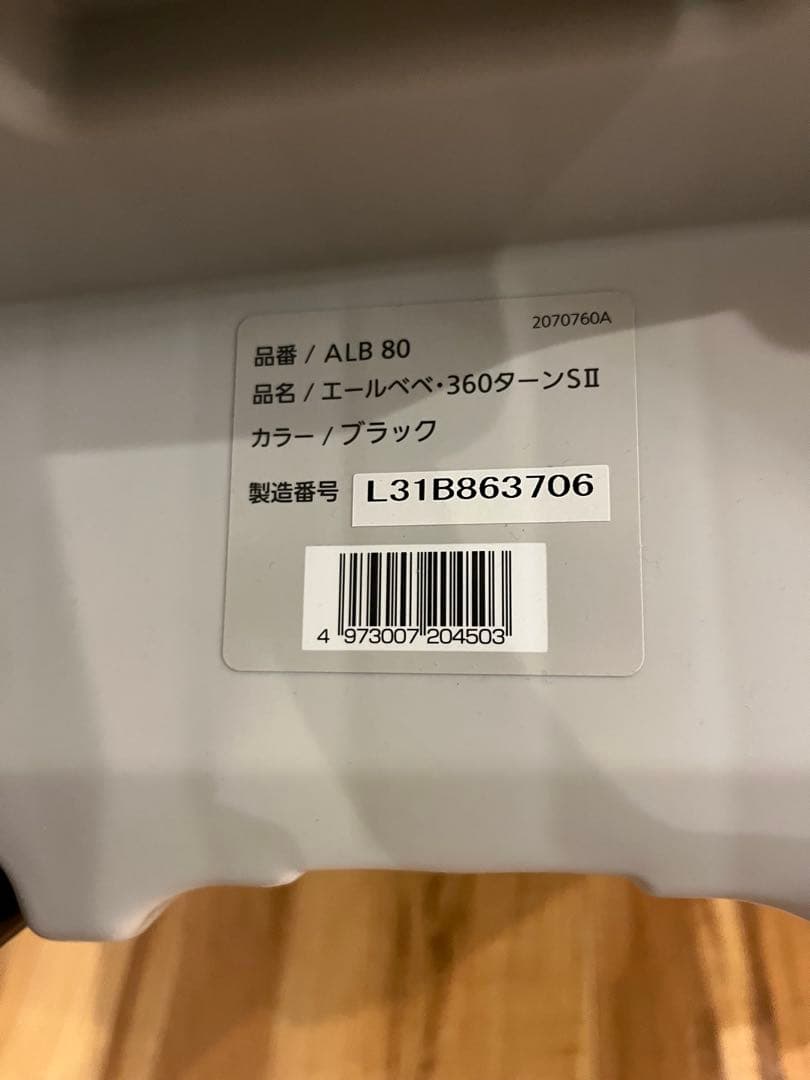 2070760A
品番 / ALB 80
品名 / エールベベ・360ターンSⅡ
カラー / ブラック
製造番号 L31B863706
4 973007 204503